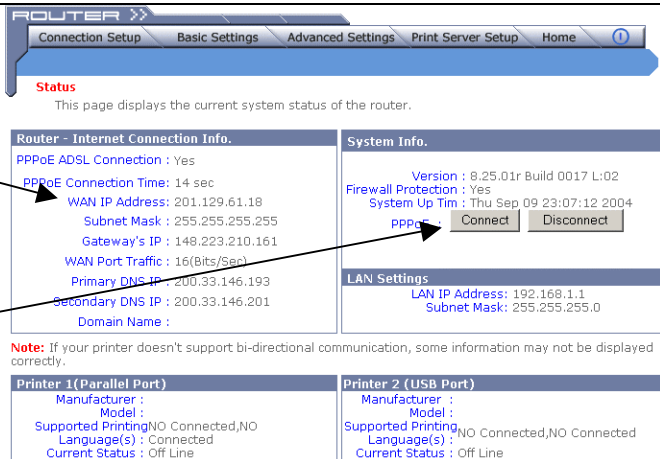 ROUTER
Connection Setup Basic Settings Advanced Settings Print Server Setup Home
Status
This page displays the current system status of the router.
Router - Internet Connection Info.
PPPoE ADSL Connection : Yes
PPPoE Connection Time: 14 sec
WAN IP Address: 201.129.61.18
Subnet Mask : 255.255.255.255
Gateway's IP : 148.223.210.161
WAN Port Traffic : 16(Bits/Sec)
Primary DNS IP : 200.33.146.193
Secondary DNS IP : 200.33.146.201
Domain Name :
System Info.
Version : 8.25.01r Build 0017 L:02
Firewall Protection : Yes
System Up Tim : Thu Sep 09 23:07:12 2004
PPPoE : Connect Disconnect
LAN Settings
LAN IP Address: 192.168.1.1
Subnet Mask: 255.255.255.0
Note: If your printer doesn't support bi-directional communication, some information may not be displayed
correctly.
Printer 1(Parallel Port)
Manufacturer :
Model :
Supported Printing NO Connected,NO
Language(s) : Connected
Current Status : Off Line
Printer 2 (USB Port)
Manufacturer :
Model :
Supported Printing
Language(s) : NO Connected,NO Connected
Current Status : Off Line